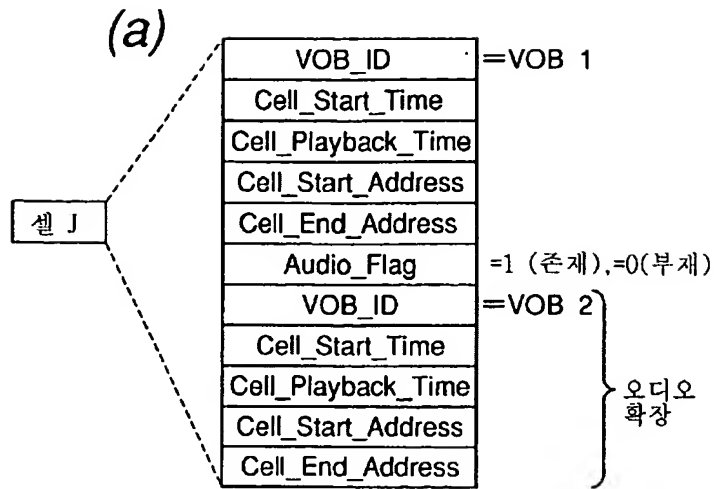 (a)
VOB_ID =VOB 1
Cell_Start_Time
Cell_Playback_Time
Cell_Start_Address
셀 J
Cell_End_Address
Audio_Flag =1 (존재),=0(부재)
VOB_ID =VOB 2
Cell_Start_Time
Cell_Playback_Time
오디오
확장
Cell_Start_Address
Cell_End_Address